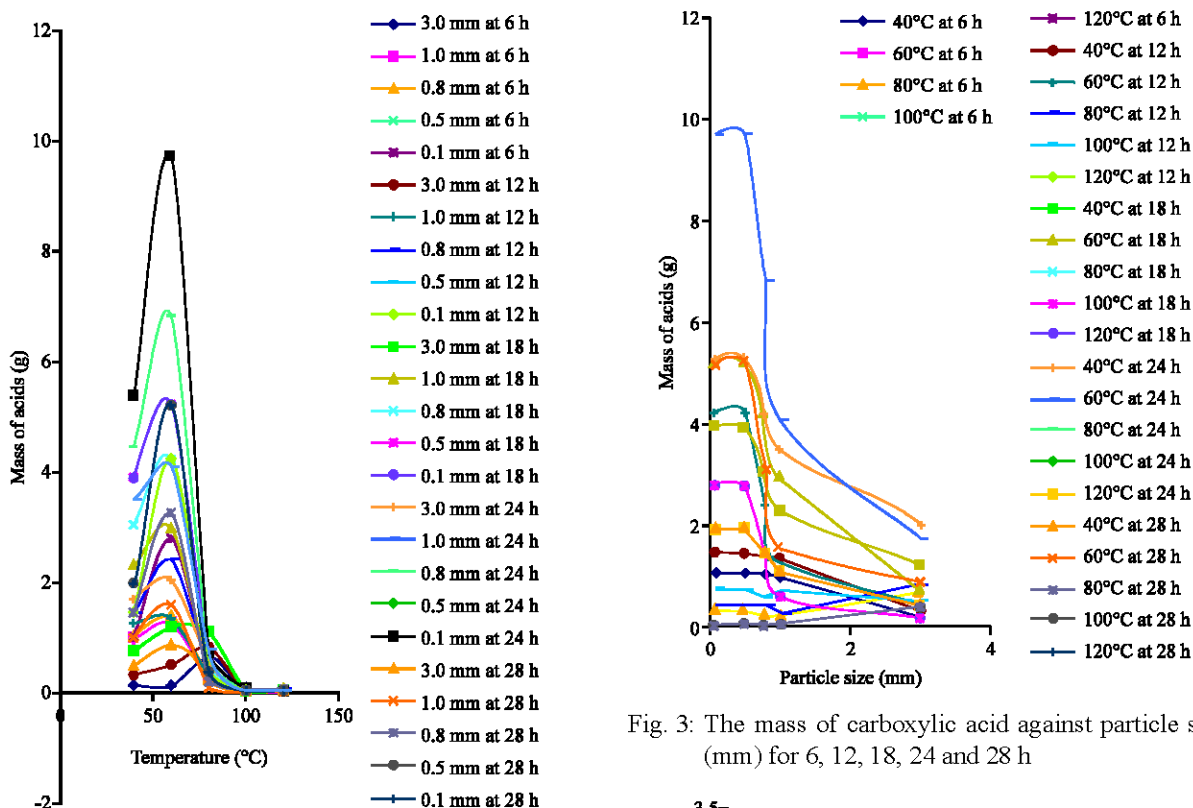 12
10
8
6
4
2
0
-2
Mass of acids (g)
0
50
100
150
Temperature (°C)
3.0 mm at 6 h
1.0 mm at 6 h
0.8 mm at 6 h
0.5 mm at 6 h
0.1 mm at 6 h
3.0 mm at 12 h
1.0 mm at 12 h
0.8 mm at 12 h
0.5 mm at 12 h
0.1 mm at 12 h
3.0 mm at 18 h
1.0 mm at 18 h
0.8 mm at 18 h
0.5 mm at 18 h
0.1 mm at 18 h
3.0 mm at 24 h
1.0 mm at 24 h
0.8 mm at 24 h
0.5 mm at 24 h
0.1 mm at 24 h
3.0 mm at 28 h
1.0 mm at 28 h
0.8 mm at 28 h
0.5 mm at 28 h
0.1 mm at 28 h
12
10
8
6
4
2
0
Mass of acids (g)
0
2
4
Particle size (mm)
40°C at 6 h
60°C at 6 h
80°C at 6 h
100°C at 6 h
120°C at 6 h
40°C at 12 h
60°C at 12 h
80°C at 12 h
100°C at 12 h
120°C at 12 h
40°C at 18 h
60°C at 18 h
80°C at 18 h
100°C at 18 h
120°C at 18 h
40°C at 24 h
60°C at 24 h
80°C at 24 h
100°C at 24 h
120°C at 24 h
40°C at 28 h
60°C at 28 h
80°C at 28 h
100°C at 28 h
120°C at 28 h
Fig. 3: The mass of carboxylic acid against particle s
(mm) for 6, 12, 18, 24 and 28 h
3.5